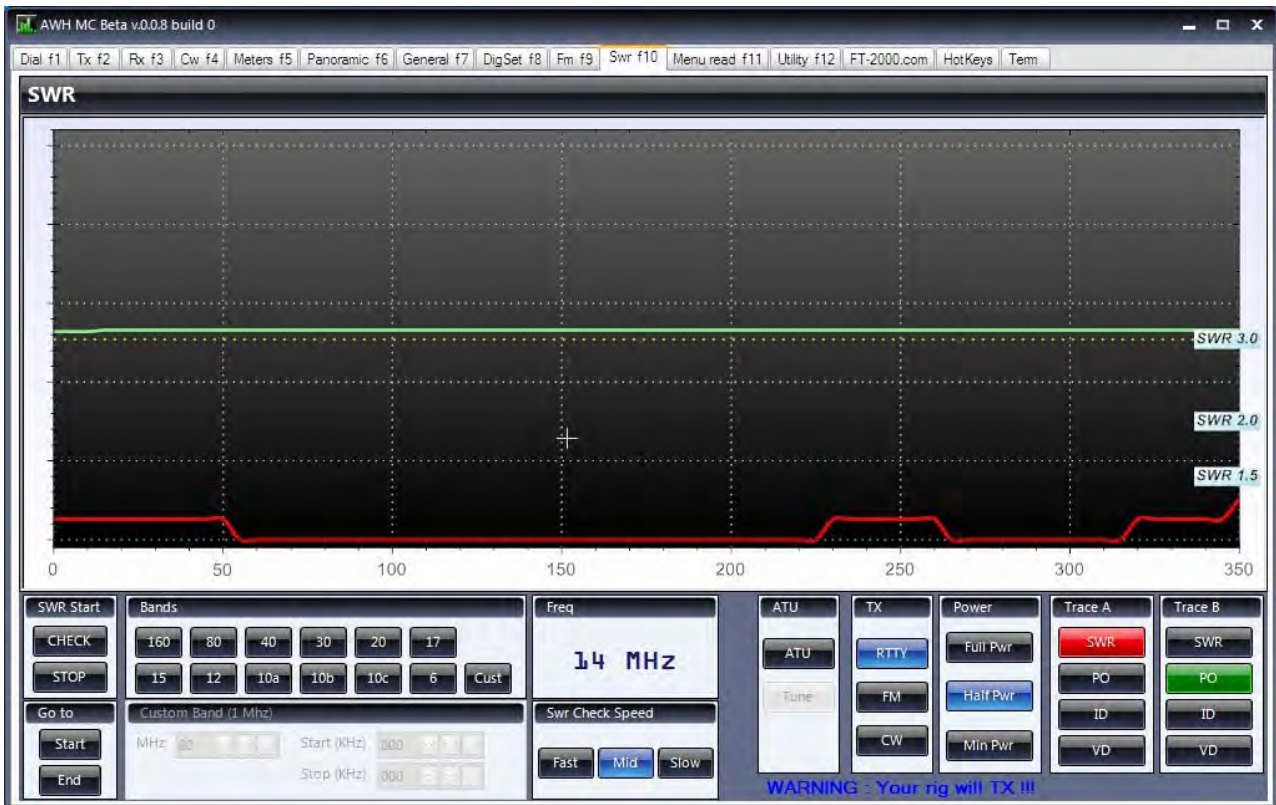 AWH MC Beta v.0.0.8 build 0
Dial f1 Tx f2 Rx f3 Cw f4 Meters f5 Panoramic f6 General f7 DigSet f8 Fm f9 Swr f10 Menu read f11 Utility f12 FT-2000.com HotKeys Term
SWR
SWR 3.0
SWR 2.0
SWR 1.5
0 50 100 150 200 250 300 350
SWR Start Bands Freq ATU TX Power Trace A Trace B
CHECK 160 80 40 30 20 17 14 MHz ATU RTTY Full Pwr SWR SWR
STOP 15 12 10a 10b 10c 6 Cust Tune FM Half Pwr PO PO
Go to Custom Band (1 Mhz) Swr Check Speed ID ID
Start MHz 00 Start (KHz) 000 Fast Mid Slow CW Min Pwr VD VD
End Stop (KHz) 000
WARNING : Your rig will TX !!!